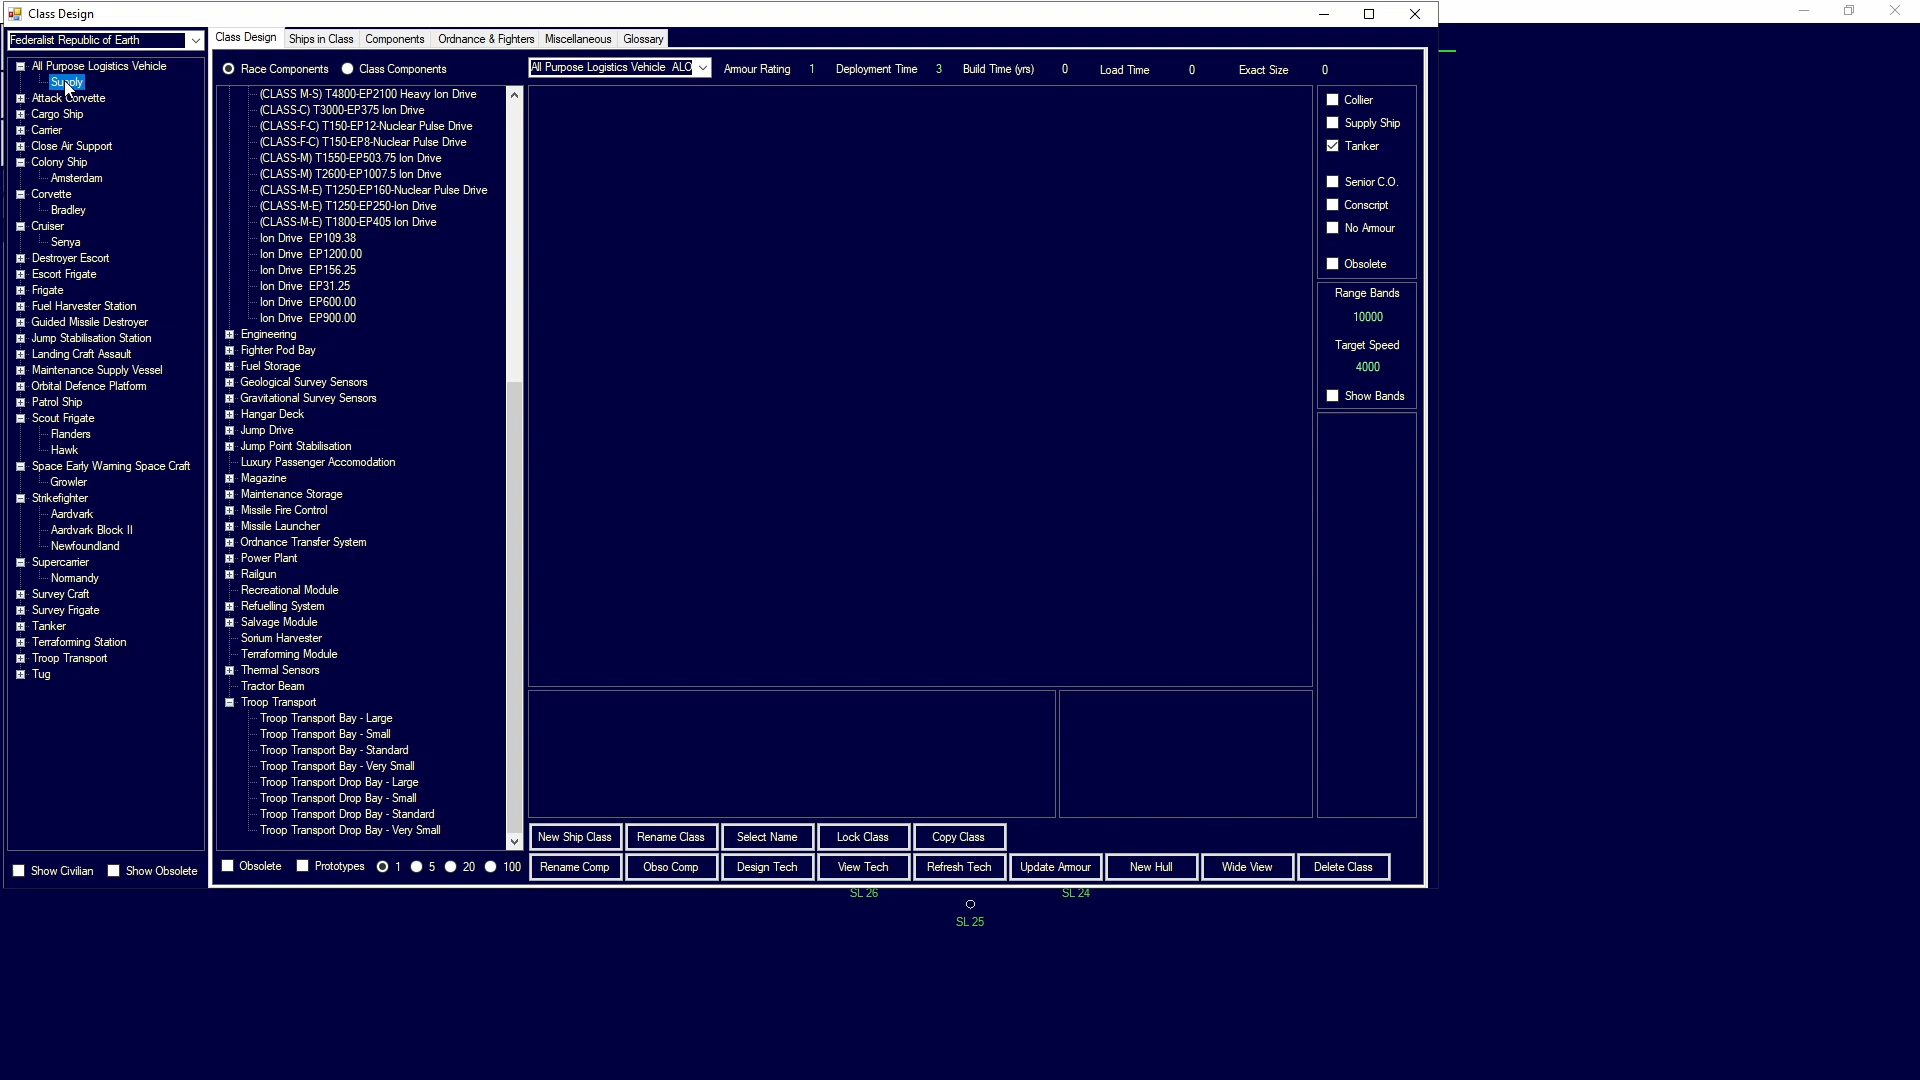 Class Design
Federalist Republic of Earth
All Purpose Logistics Vehicle
Supply
Attack Corvette
Cargo Ship
Carrier
Close Air Support
Colony Ship
Amsterdam
Corvette
Bradley
Cruiser
Senya
Destroyer Escort
Escort Frigate
Frigate
Fuel Harvester Station
Guided Missile Destroyer
Jump Stabilisation Station
Landing Craft Assault
Maintenance Supply Vessel
Orbital Defence Platform
Patrol Ship
Scout Frigate
Flanders
Hawk
Space Early Warning Space Craft
Growler
Strikefighter
Aardvark
Aardvark Block II
Newfoundland
Supercarrier
Normandy
Survey Craft
Survey Frigate
Tanker
Terraforming Station
Troop Transport
Tug
Show Civilian Show Obsolete
Class Design Ships in Class Components Ordnance & Fighters Miscellaneous Glossary
Race Components Class Components
(CLASS M-S) T4800-EP2100 Heavy Ion Drive
(CLASS-C) T3000-EP375 Ion Drive
(CLASS-F-C) T150-EP12-Nuclear Pulse Drive
(CLASS-F-C) T150-EP8-Nuclear Pulse Drive
(CLASS-M) T1550-EP503.75 Ion Drive
(CLASS-M) T2600-EP1007.5 Ion Drive
(CLASS-M-E) T1250-EP160-Nuclear Pulse Drive
(CLASS-M-E) T1250-EP250-Ion Drive
(CLASS-M-E) T1800-EP405 Ion Drive
Ion Drive EP109.38
Ion Drive EP1200.00
Ion Drive EP156.25
Ion Drive EP31.25
Ion Drive EP600.00
Ion Drive EP900.00
Engineering
Fighter Pod Bay
Fuel Storage
Geological Survey Sensors
Gravitational Survey Sensors
Hangar Deck
Jump Drive
Jump Point Stabilisation
Luxury Passenger Accomodation
Magazine
Maintenance Storage
Missile Fire Control
Missile Launcher
Ordnance Transfer System
Power Plant
Railgun
Recreational Module
Refuelling System
Salvage Module
Sorium Harvester
Terraforming Module
Thermal Sensors
Tractor Beam
Troop Transport
Troop Transport Bay - Large
Troop Transport Bay - Small
Troop Transport Bay - Standard
Troop Transport Bay - Very Small
Troop Transport Drop Bay - Large
Troop Transport Drop Bay - Small
Troop Transport Drop Bay - Standard
Troop Transport Drop Bay - Very Small
Obsolete Prototypes 1 5 20 100
All Purpose Logistics Vehicle ALO Armour Rating 1 Deployment Time 3 Build Time (yrs) 0 Load Time 0 Exact Size 0
Collier
Supply Ship
Tanker
Senior C.O.
Conscript
No Armour
Obsolete
Range Bands
10000
Target Speed
4000
Show Bands
New Ship Class Rename Class Select Name Lock Class Copy Class
Rename Comp Obso Comp Design Tech View Tech Refresh Tech Update Armour New Hull Wide View Delete Class
SL 26 SL 24
SL 25